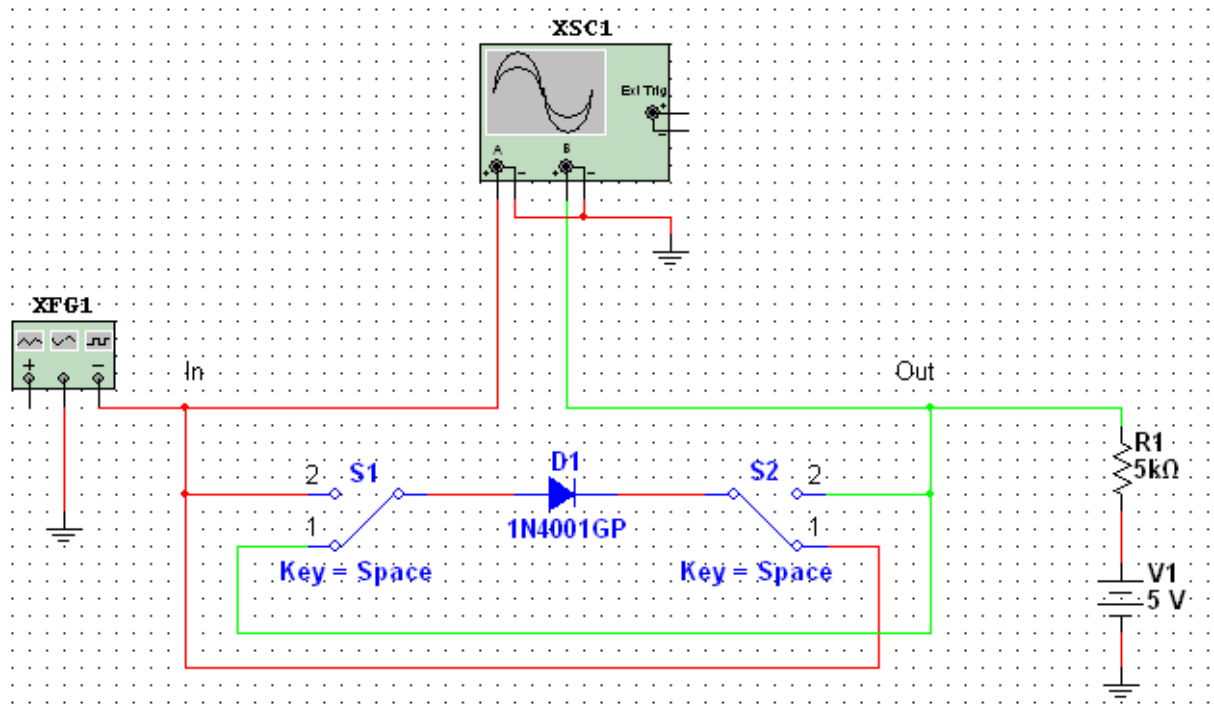 XSC1
Ext Trig
+
-
A
B
+ - + -
XFG1
+ -
In
Out
R1
5kΩ
2 S1
D1
S2 2
1
1N4001GP
1
Key = Space
Key = Space
V1
5 V